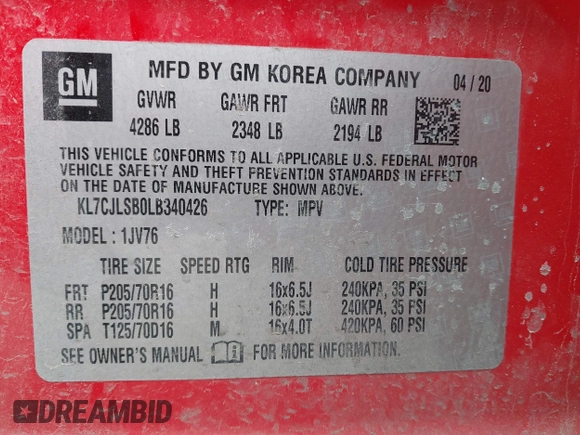 GM
MFD BY GM KOREA COMPANY 04/20
GVWR GAWR FRT GAWR RR
4286 LB 2348 LB 2194 LB
THIS VEHICLE CONFORMS TO ALL APPLICABLE U.S. FEDERAL MOTOR
VEHICLE SAFETY AND THEFT PREVENTION STANDARDS IN EFFECT
ON THE DATE OF MANUFACTURE SHOWN ABOVE.
KL7CJLSB0LB340426 TYPE: MPV
MODEL: 1JV76
TIRE SIZE SPEED RTG RIM COLD TIRE PRESSURE
FRT P205/70R16 H 16x6.5J 240KPA, 35 PSI
RR P205/70R16 H 16x6.5J 240KPA, 35 PSI
SPA T125/70D16 M 16x4.0T 420KPA, 60 PSI
SEE OWNER'S MANUAL FOR MORE INFORMATION.
DREAMBID